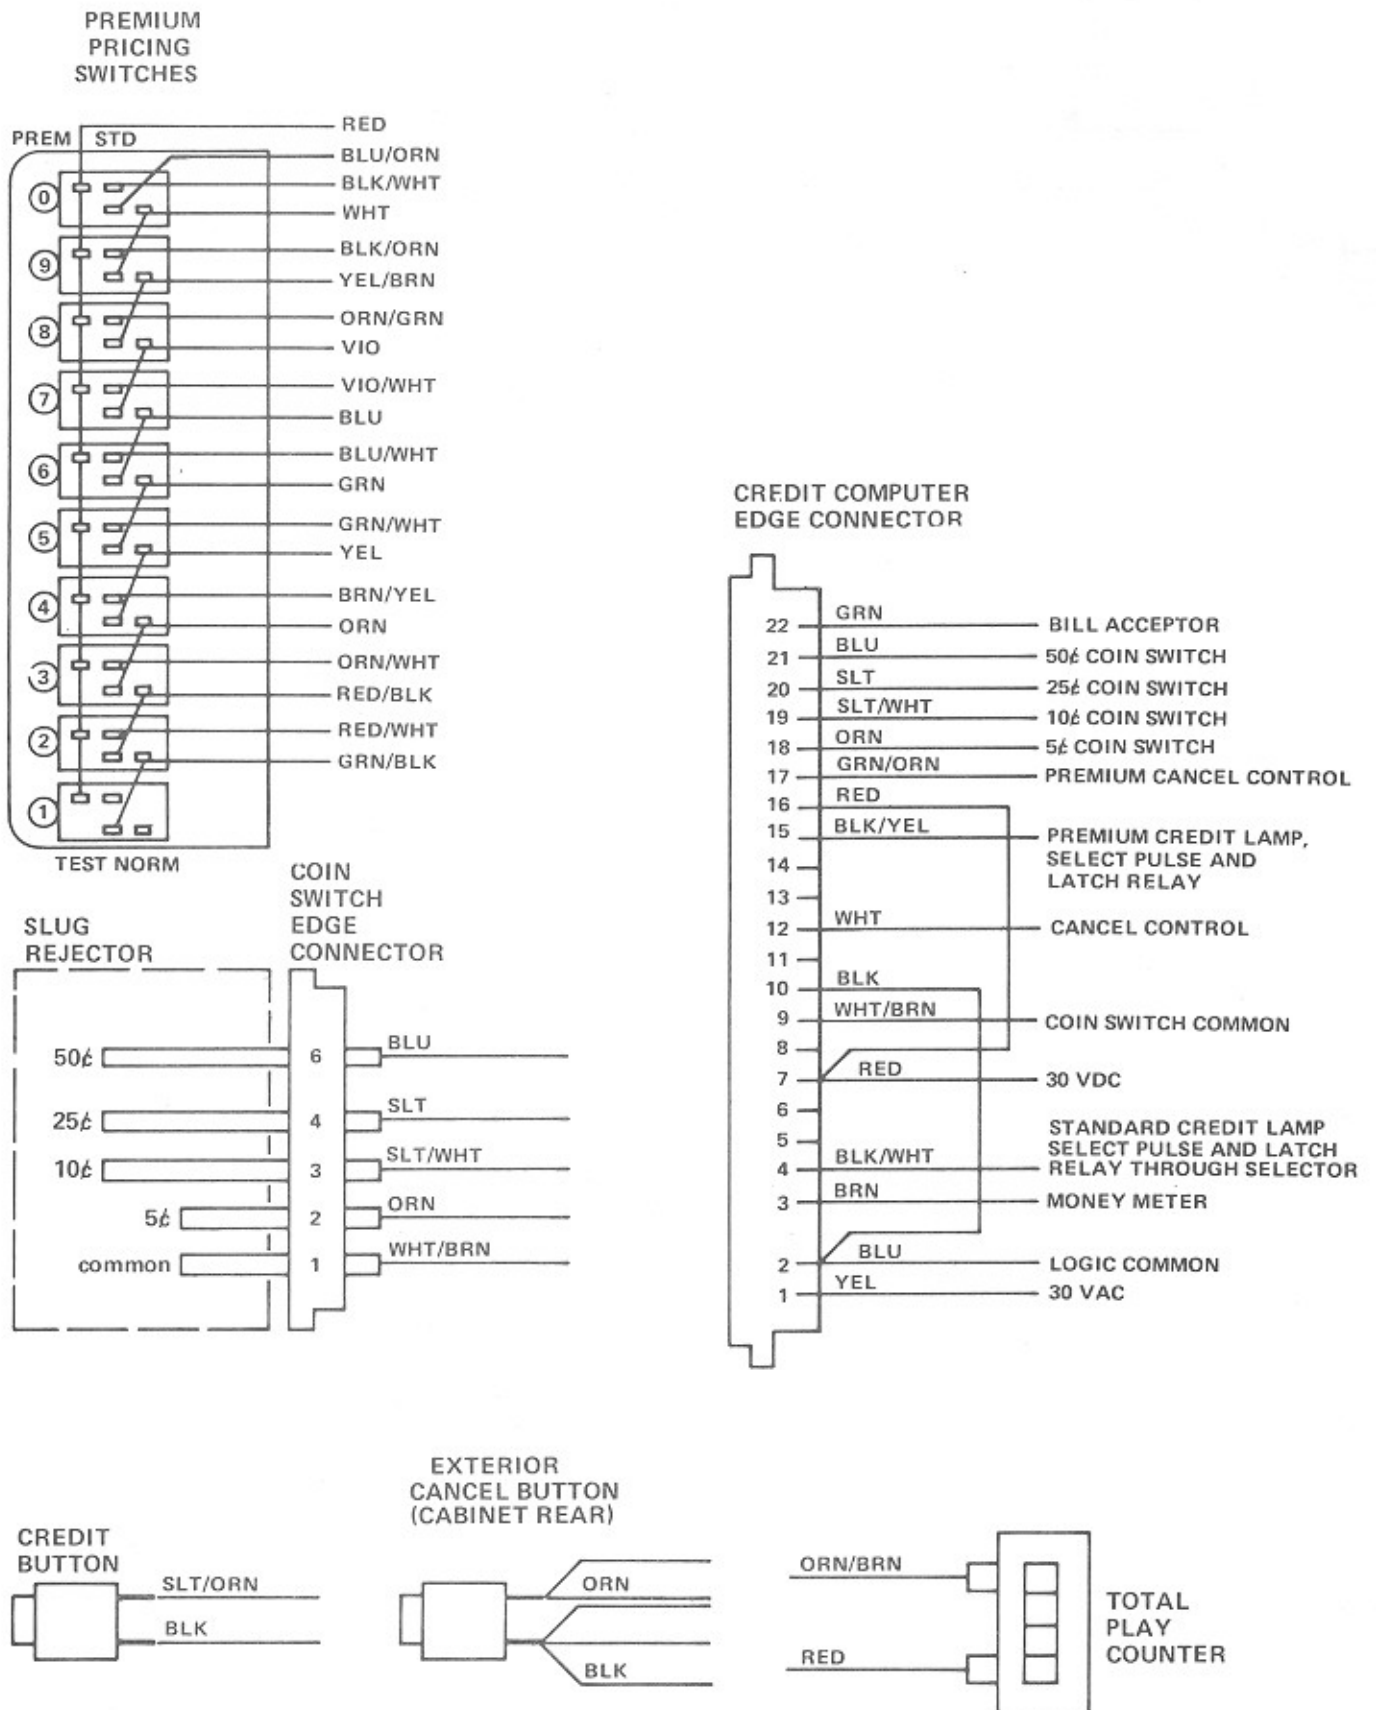 PREMIUM
PRICING
SWITCHES
PREM STD
RED
BLU/ORN
0
BLK/WHT
WHT
9
BLK/ORN
YEL/BRN
8
ORN/GRN
VIO
7
VIO/WHT
BLU
6
BLU/WHT
GRN
5
GRN/WHT
YEL
4
BRN/YEL
ORN
3
ORN/WHT
RED/BLK
2
RED/WHT
GRN/BLK
1
TEST NORM
SLUG
REJECTOR
COIN
SWITCH
EDGE
CONNECTOR
50¢ 6 BLU
25¢ 4 SLT
10¢ 3 SLT/WHT
5¢ 2 ORN
common 1 WHT/BRN
CREDIT COMPUTER
EDGE CONNECTOR
22 GRN BILL ACCEPTOR
21 BLU 50¢ COIN SWITCH
20 SLT 25¢ COIN SWITCH
19 SLT/WHT 10¢ COIN SWITCH
18 ORN 5¢ COIN SWITCH
17 GRN/ORN PREMIUM CANCEL CONTROL
16 RED
15 BLK/YEL PREMIUM CREDIT LAMP,
SELECT PULSE AND
LATCH RELAY
14
13
12 WHT CANCEL CONTROL
11
10 BLK
9 WHT/BRN COIN SWITCH COMMON
8
7 RED 30 VDC
6
5
STANDARD CREDIT LAMP
SELECT PULSE AND LATCH
4 BLK/WHT RELAY THROUGH SELECTOR
3 BRN MONEY METER
2 BLU LOGIC COMMON
1 YEL 30 VAC
CREDIT
BUTTON
SLT/ORN
BLK
EXTERIOR
CANCEL BUTTON
(CABINET REAR)
ORN
BLK
ORN/BRN
RED
TOTAL
PLAY
COUNTER